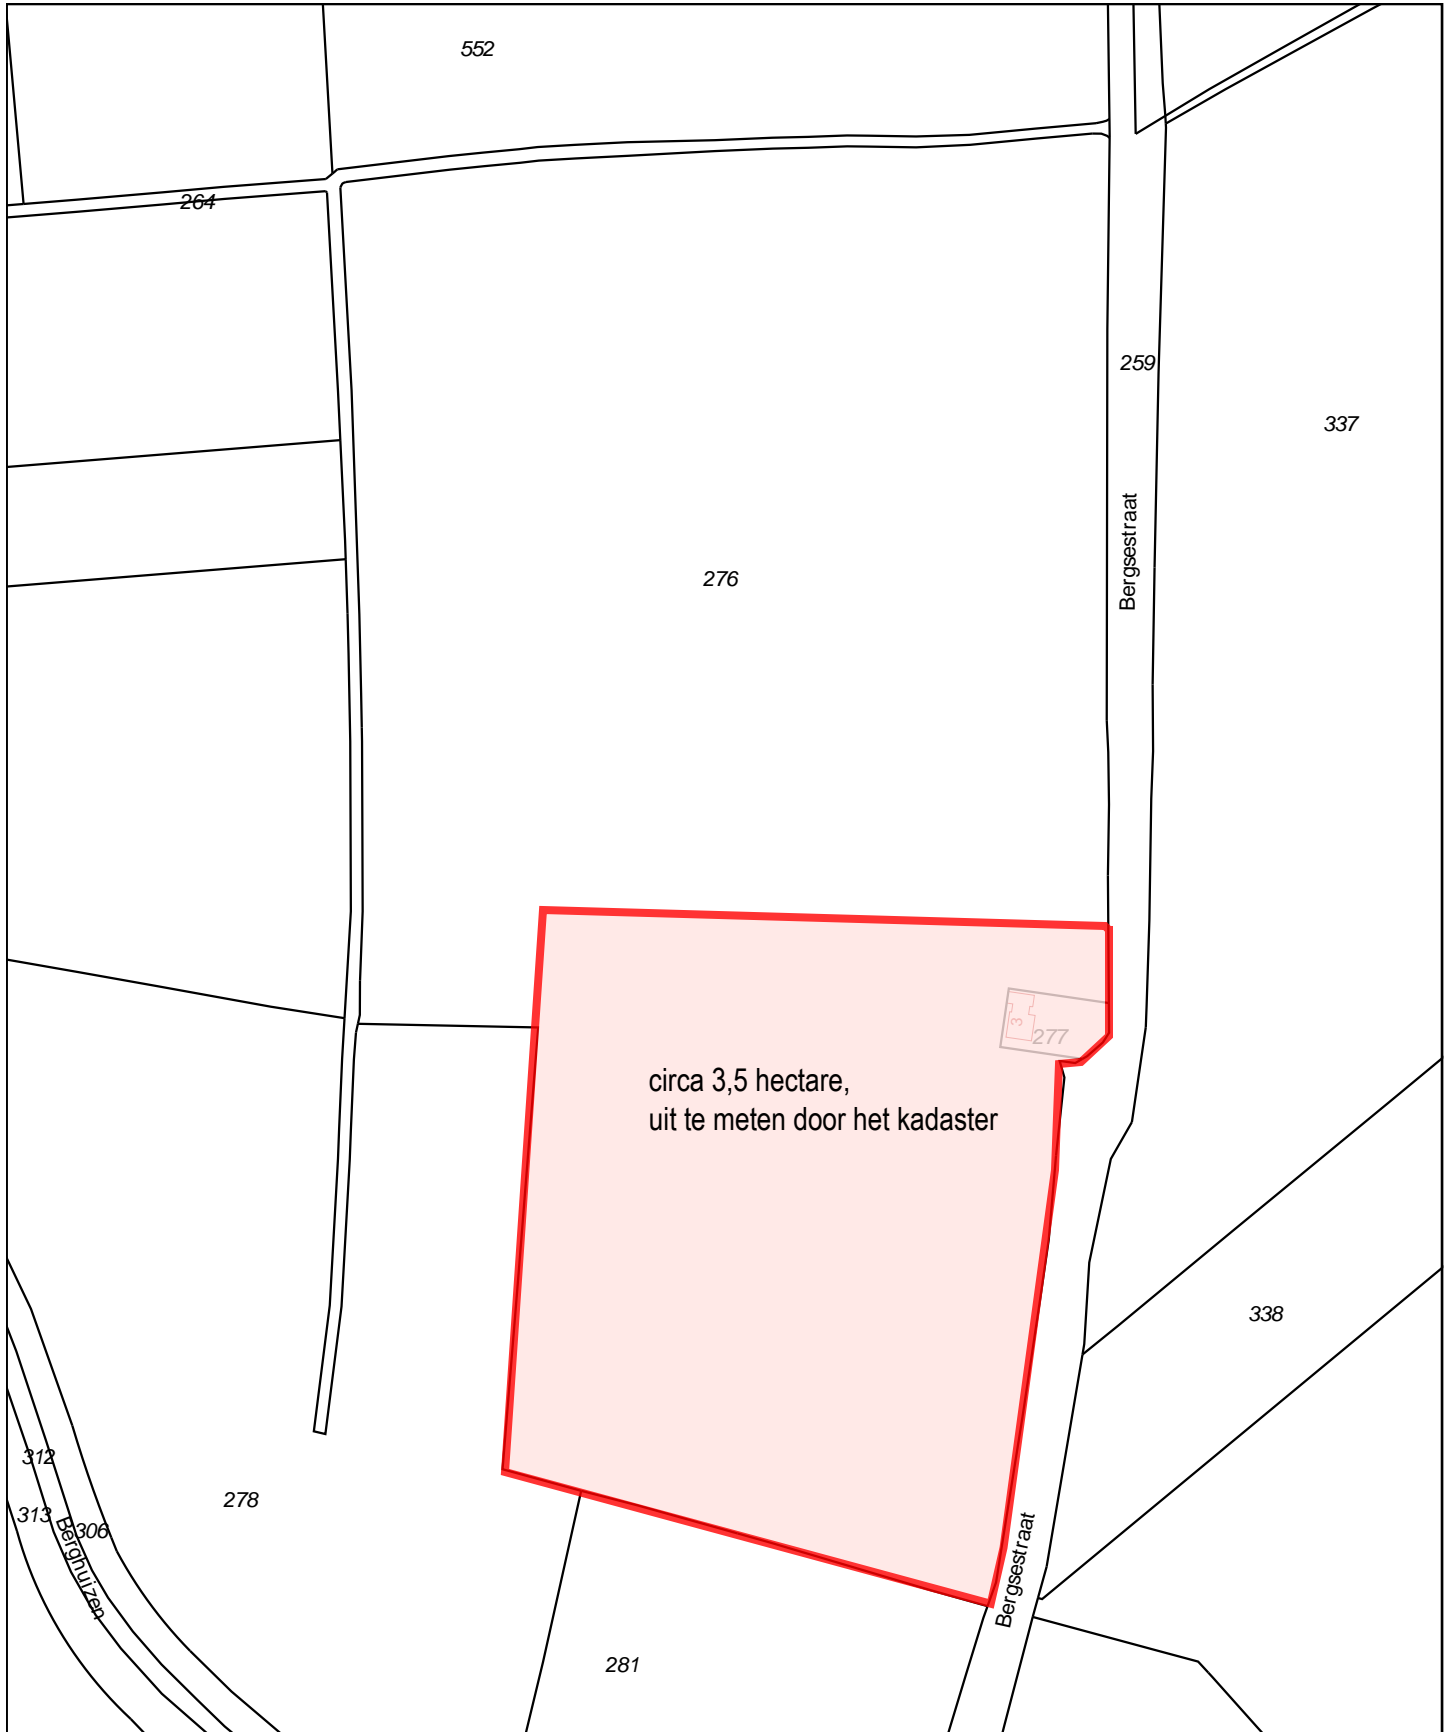 552
264
259
337
Bergsestraat
276
3
277
circa 3,5 hectare,
uit te meten door het kadaster
338
312
278
313
306
Berghuizen
Bergsestraat
281